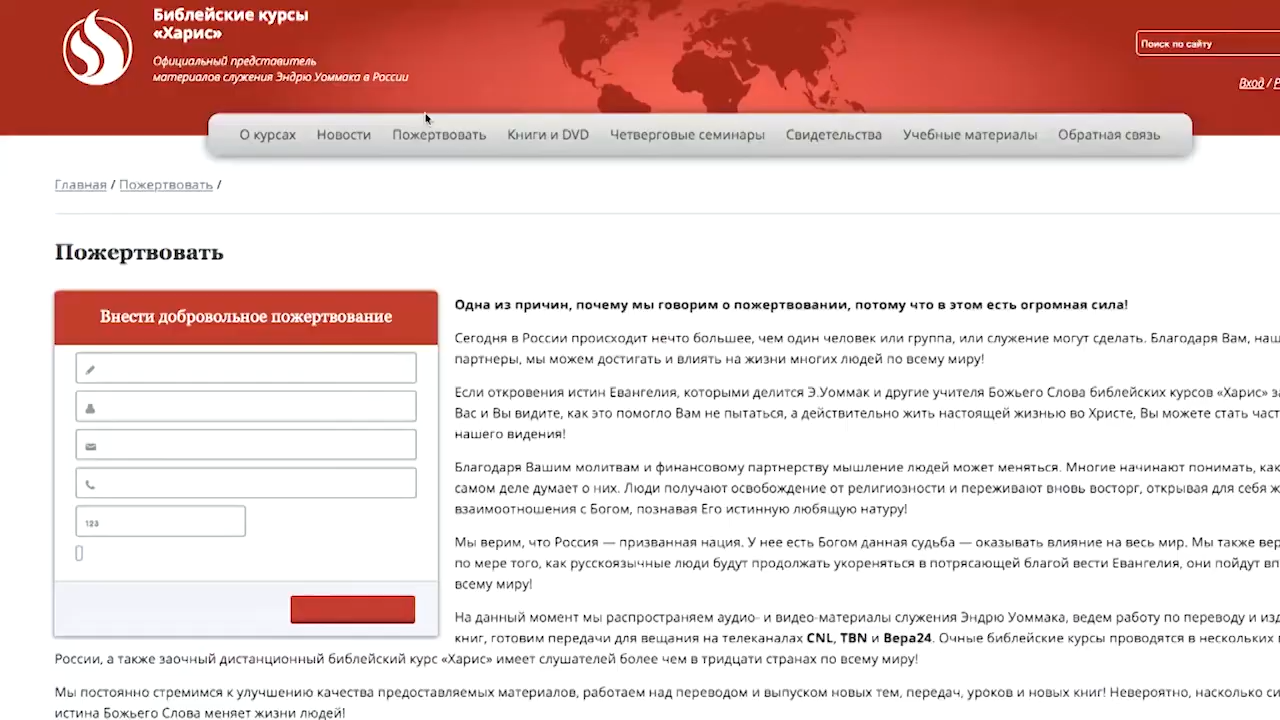 Библейские курсы
«Харис»
Официальный представитель
материалов служения Эндрю Уоммака в России
Поиск по сайту
Вход /
О курсах Новости Пожертвовать Книги и DVD Четверговые семинары Свидетельства Учебные материалы Обратная связь
Главная / Пожертвовать /
Пожертвовать
Внести добровольное пожертвование
123
Одна из причин, почему мы говорим о пожертвовании, потому что в этом есть огромная сила!
Сегодня в России происходит нечто большее, чем один человек или группа, или служение могут сделать. Благодаря Вам, наш
партнеры, мы можем достигать и влиять на жизни многих людей по всему миру!
Если откровения истин Евангелия, которыми делится Э.Уоммак и другие учителя Божьего Слова библейских курсов «Харис» за
Вас и Вы видите, как это помогло Вам не пытаться, а действительно жить настоящей жизнью во Христе, Вы можете стать част
нашего видения!
Благодаря Вашим молитвам и финансовому партнерству мышление людей может меняться. Многие начинают понимать, как
самом деле думает о них. Люди получают освобождение от религиозности и переживают вновь восторг, открывая для себя ж
взаимоотношения с Богом, познавая Его истинную любящую натуру!
Мы верим, что Россия — призванная нация. У нее есть Богом данная судьба — оказывать влияние на весь мир. Мы также вер
по мере того, как русскоязычные люди будут продолжать укореняться в потрясающей благой вести Евангелия, они пойдут вп
всему миру!
На данный момент мы распространяем аудио- и видео-материалы служения Эндрю Уоммака, ведем работу по переводу и изд
книг, готовим передачи для вещания на телеканалах CNL, TBN и Вера24. Очные библейские курсы проводятся в нескольких
России, а также заочный дистанционный библейский курс «Харис» имеет слушателей более чем в тридцати странах по всему миру!
Мы постоянно стремимся к улучшению качества предоставляемых материалов, работаем над переводом и выпуском новых тем, передач, уроков и новых книг! Невероятно, насколько си
истина Божьего Слова меняет жизни людей!